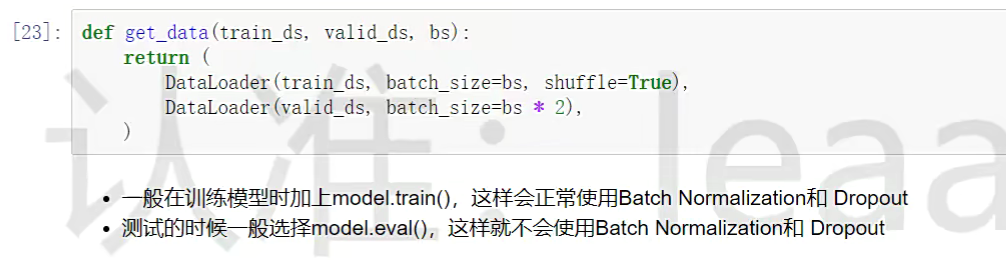 [23]: def get_data(train_ds, valid_ds, bs):
    return (
        DataLoader(train_ds, batch_size=bs, shuffle=True),
        DataLoader(valid_ds, batch_size=bs * 2),
    )
认准：leaa
• 一般在训练模型时加上model.train()，这样会正常使用Batch Normalization和 Dropout
• 测试的时候一般选择model.eval()，这样就不会使用Batch Normalization和 Dropout